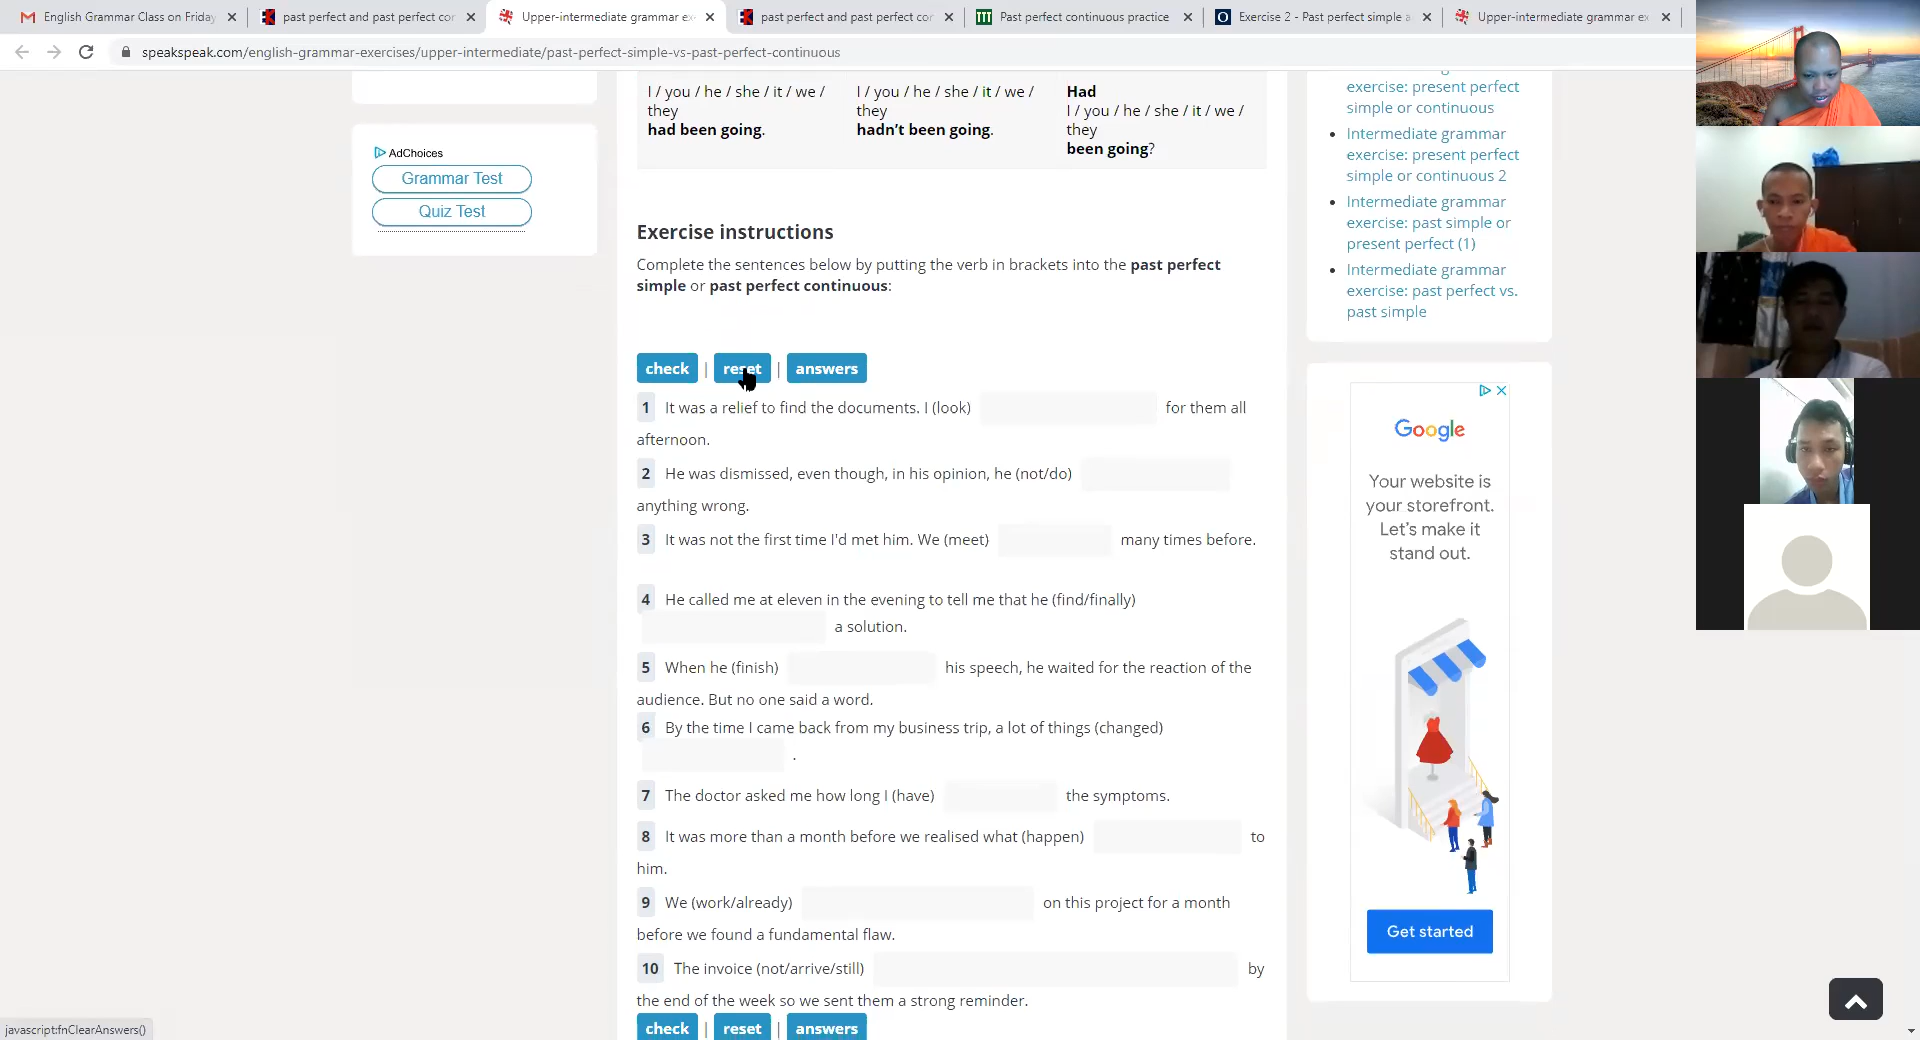 English Grammar Class on Friday
past perfect and past perfect cor
Upper-intermediate grammar ex
past perfect and past perfect cor
Past perfect continuous practice
Exercise 2 - Past perfect simple a
Upper-intermediate grammar ex
speakspeak.com/english-grammar-exercises/upper-intermediate/past-perfect-simple-vs-past-perfect-continuous
I / you / he / she / it / we /
they
had been going.
I / you / he / she / it / we /
they
hadn't been going.
Had
I / you / he / she / it / we /
they
been going?
AdChoices
Grammar Test
Quiz Test
Exercise instructions
Complete the sentences below by putting the verb in brackets into the past perfect
simple or past perfect continuous:
check | reset | answers
1 It was a relief to find the documents. I (look) for them all
afternoon.
2 He was dismissed, even though, in his opinion, he (not/do)
anything wrong.
3 It was not the first time I'd met him. We (meet) many times before.
4 He called me at eleven in the evening to tell me that he (find/finally)
a solution.
5 When he (finish) his speech, he waited for the reaction of the
audience. But no one said a word.
6 By the time I came back from my business trip, a lot of things (changed)
.
7 The doctor asked me how long I (have) the symptoms.
8 It was more than a month before we realised what (happen) to
him.
9 We (work/already) on this project for a month
before we found a fundamental flaw.
10 The invoice (not/arrive/still) by
the end of the week so we sent them a strong reminder.
check | reset | answers
exercise: present perfect
simple or continuous
Intermediate grammar
exercise: present perfect
simple or continuous 2
Intermediate grammar
exercise: past simple or
present perfect (1)
Intermediate grammar
exercise: past perfect vs.
past simple
Google
Your website is
your storefront.
Let's make it
stand out.
Get started
javascript:fnClearAnswers()